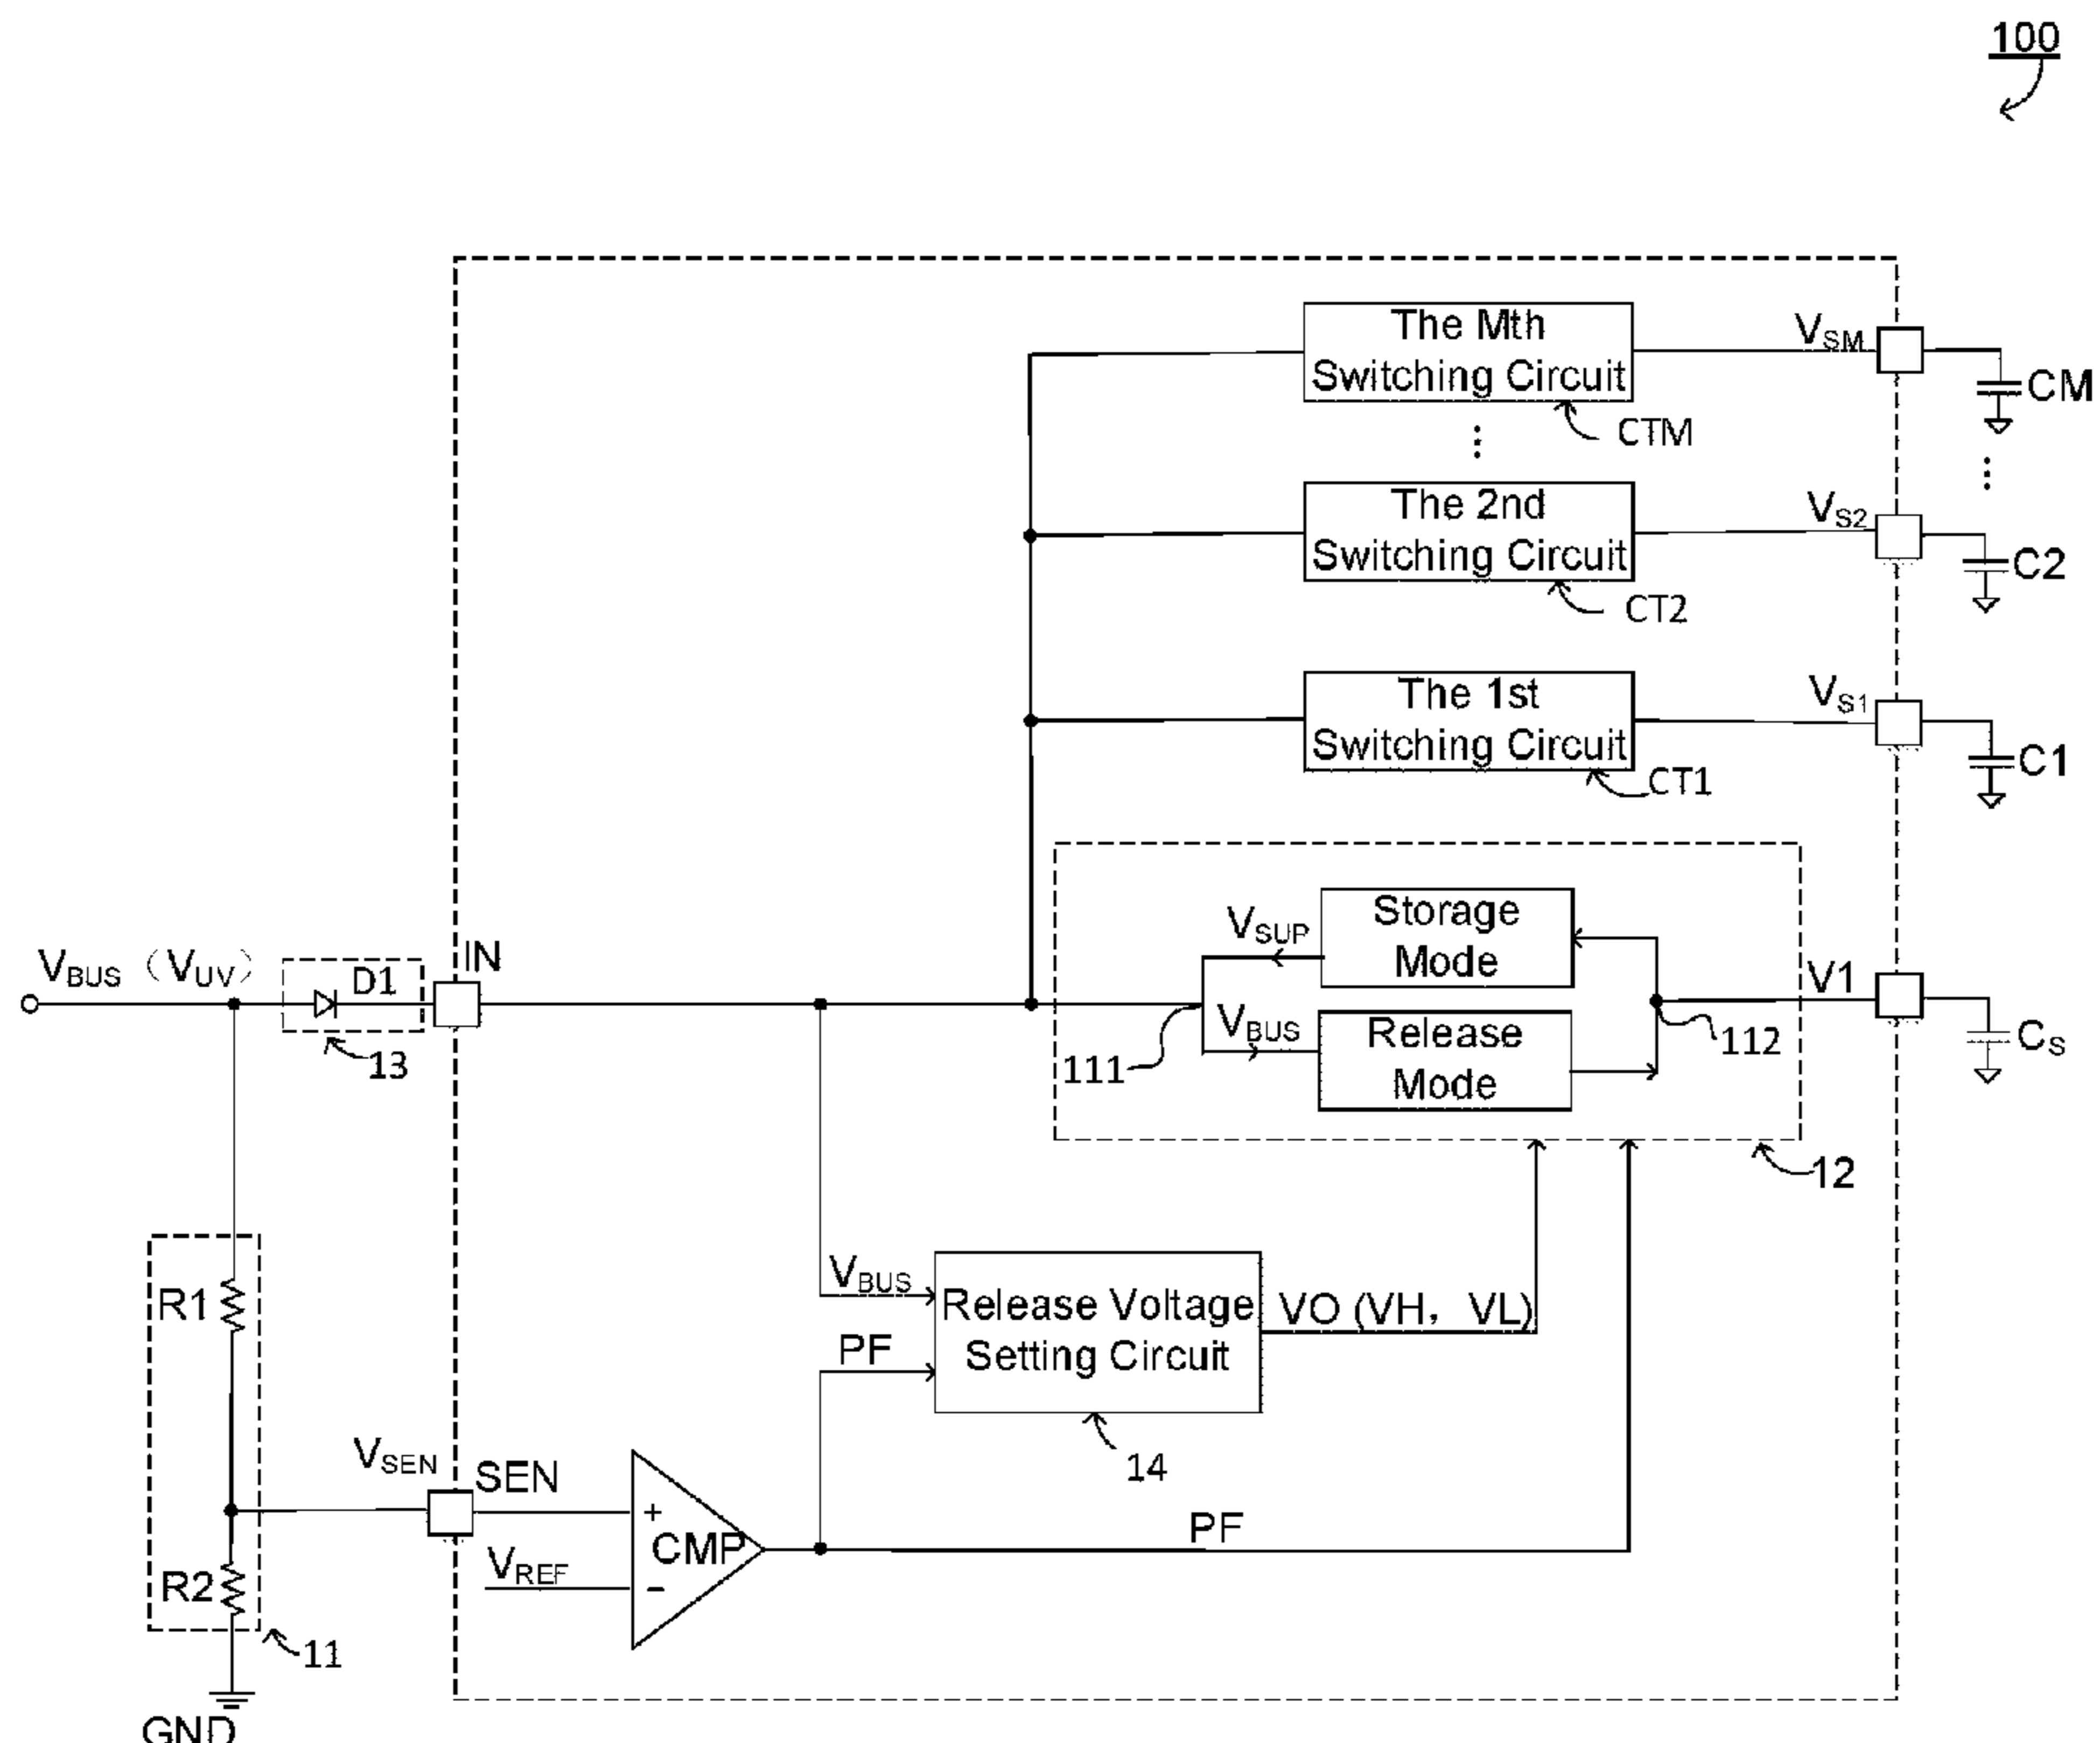 100
The Mth
Switching Circuit
CTM
VSM
CM
The 2nd
Switching Circuit
CT2
VS2
C2
The 1st
Switching Circuit
CT1
VS1
C1
VBUS（VUV）
D1
13
IN
VSUP
Storage
Mode
VBUS
Release
Mode
111
112
V1
CS
12
R1
R2
11
GND
VBUS
PF
Release Voltage
Setting Circuit
14
VO (VH， VL)
VSEN
SEN
VREF
+
CMP
-
PF